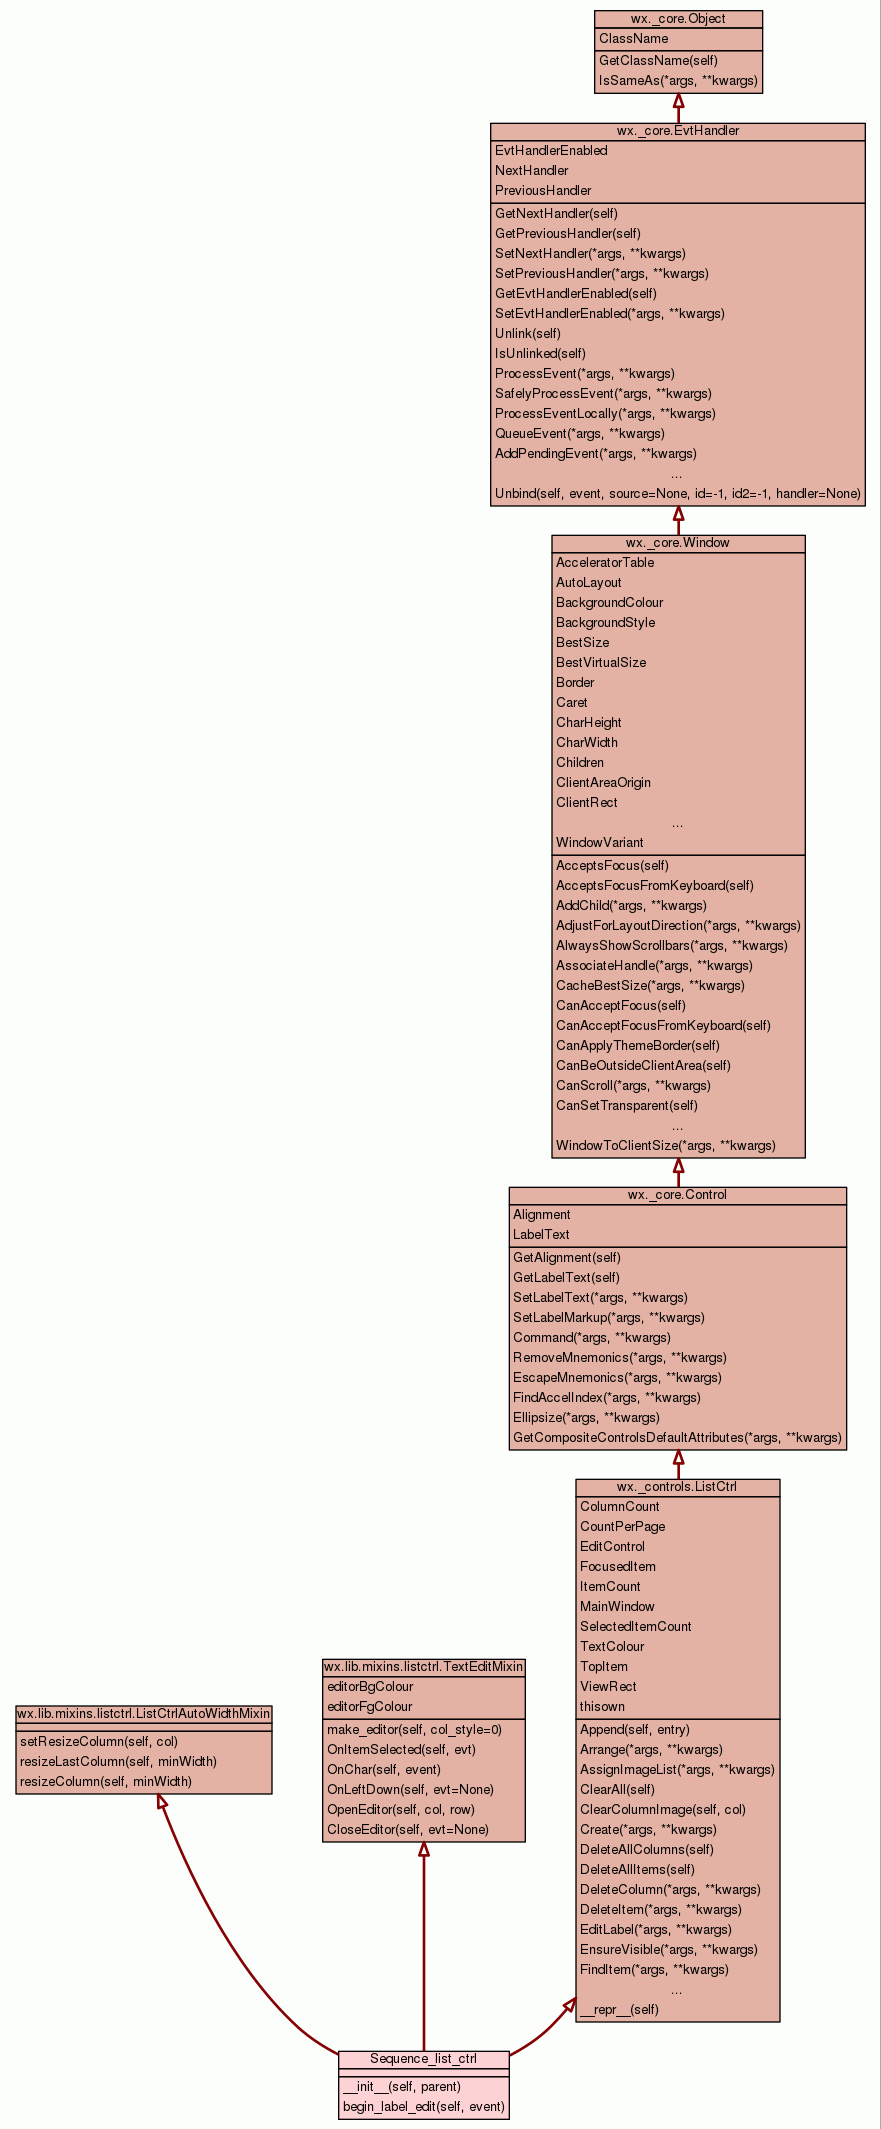 wx._core.Object
ClassName
GetClassName(self)
IsSameAs(*args, **kwargs)
wx._core.EvtHandler
EvtHandlerEnabled
NextHandler
PreviousHandler
GetNextHandler(self)
GetPreviousHandler(self)
SetNextHandler(*args, **kwargs)
SetPreviousHandler(*args, **kwargs)
GetEvtHandlerEnabled(self)
SetEvtHandlerEnabled(*args, **kwargs)
Unlink(self)
IsUnlinked(self)
ProcessEvent(*args, **kwargs)
SafelyProcessEvent(*args, **kwargs)
ProcessEventLocally(*args, **kwargs)
QueueEvent(*args, **kwargs)
AddPendingEvent(*args, **kwargs)
...
Unbind(self, event, source=None, id=-1, id2=-1, handler=None)
wx._core.Window
AcceleratorTable
AutoLayout
BackgroundColour
BackgroundStyle
BestSize
BestVirtualSize
Border
Caret
CharHeight
CharWidth
Children
ClientAreaOrigin
ClientRect
...
WindowVariant
AcceptsFocus(self)
AcceptsFocusFromKeyboard(self)
AddChild(*args, **kwargs)
AdjustForLayoutDirection(*args, **kwargs)
AlwaysShowScrollbars(*args, **kwargs)
AssociateHandle(*args, **kwargs)
CacheBestSize(*args, **kwargs)
CanAcceptFocus(self)
CanAcceptFocusFromKeyboard(self)
CanApplyThemeBorder(self)
CanBeOutsideClientArea(self)
CanScroll(*args, **kwargs)
CanSetTransparent(self)
...
WindowToClientSize(*args, **kwargs)
wx._core.Control
Alignment
LabelText
GetAlignment(self)
GetLabelText(self)
SetLabelText(*args, **kwargs)
SetLabelMarkup(*args, **kwargs)
Command(*args, **kwargs)
RemoveMnemonics(*args, **kwargs)
EscapeMnemonics(*args, **kwargs)
FindAccelIndex(*args, **kwargs)
Ellipsize(*args, **kwargs)
GetCompositeControlsDefaultAttributes(*args, **kwargs)
wx._controls.ListCtrl
ColumnCount
CountPerPage
EditControl
FocusedItem
ItemCount
MainWindow
SelectedItemCount
TextColour
TopItem
ViewRect
thisown
Append(self, entry)
Arrange(*args, **kwargs)
AssignImageList(*args, **kwargs)
ClearAll(self)
ClearColumnImage(self, col)
Create(*args, **kwargs)
DeleteAllColumns(self)
DeleteAllItems(self)
DeleteColumn(*args, **kwargs)
DeleteItem(*args, **kwargs)
EditLabel(*args, **kwargs)
EnsureVisible(*args, **kwargs)
FindItem(*args, **kwargs)
...
__repr__(self)
wx.lib.mixins.listctrl.TextEditMixin
editorBgColour
editorFgColour
make_editor(self, col_style=0)
OnItemSelected(self, evt)
OnChar(self, event)
OnLeftDown(self, evt=None)
OpenEditor(self, col, row)
CloseEditor(self, evt=None)
wx.lib.mixins.listctrl.ListCtrlAutoWidthMixin
setResizeColumn(self, col)
resizeLastColumn(self, minWidth)
resizeColumn(self, minWidth)
Sequence_list_ctrl
__init__(self, parent)
begin_label_edit(self, event)